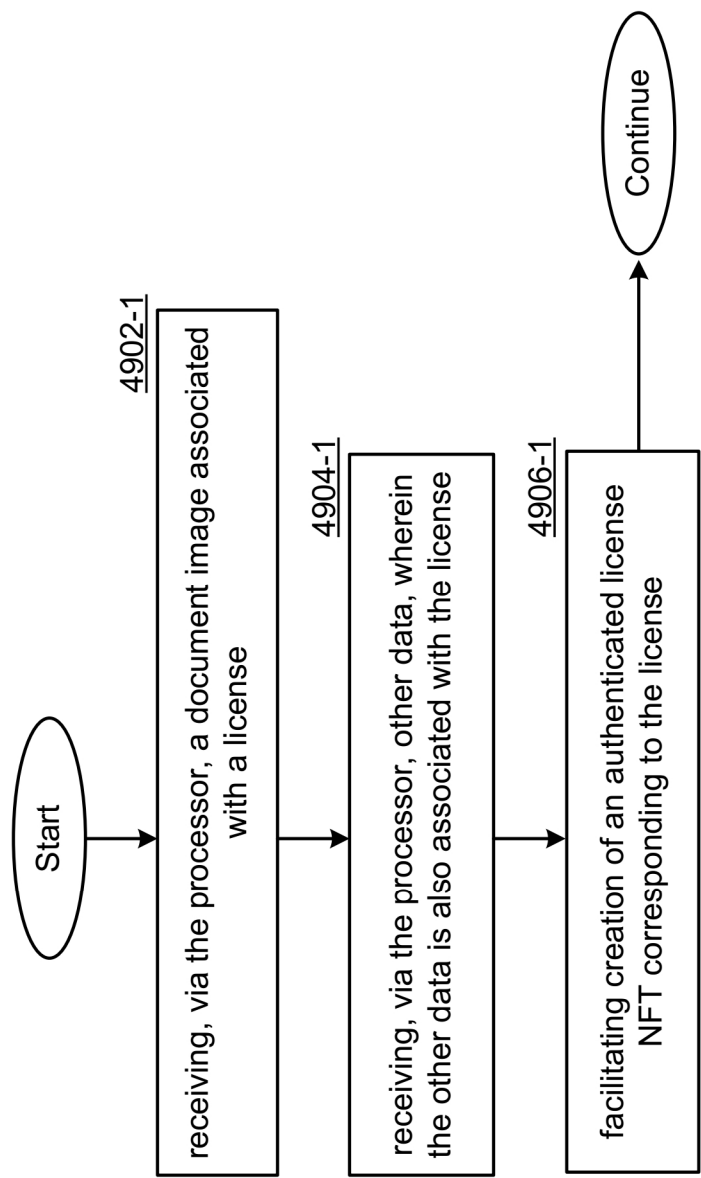 Start
4902-1
receiving, via the processor, a document image associated
with a license
4904-1
receiving, via the processor, other data, wherein
the other data is also associated with the license
4906-1
facilitating creation of an authenticated license
NFT corresponding to the license
Continue